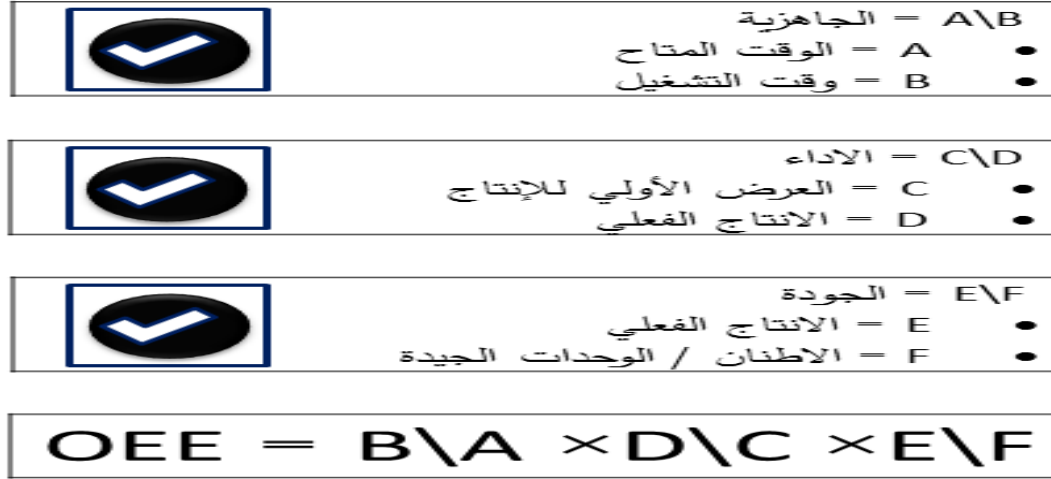 A\B = الجاهزية
• A = الوقت المتاح
• B = وقت التشغيل
C\D = الاداء
• C = العرض الأولي للإنتاج
• D = الانتاج الفعلي
E\F = الجودة
• E = الانتاج الفعلي
• F = الاطنان / الوحدات الجيدة
OEE = B\A ×D\C ×E\F